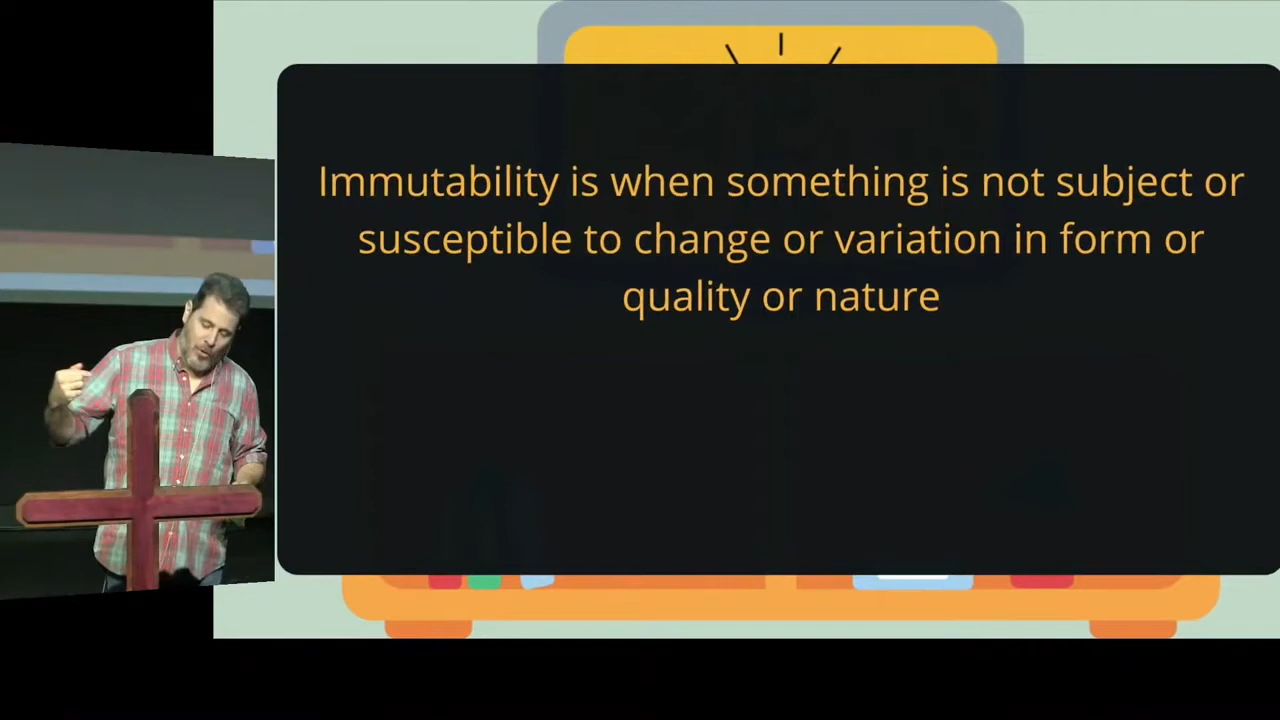 Immutability is when something is not subject or
susceptible to change or variation in form or
quality or nature